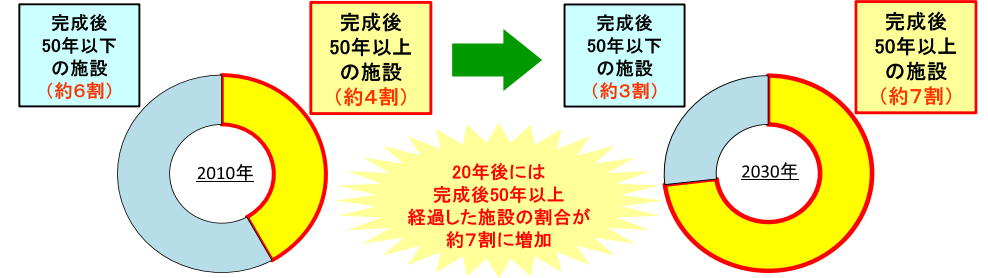 完成後
50年以下
の施設
（約６割）
完成後
50年以上
の施設
（約４割）
2010年
20年後には
完成後50年以上
経過した施設の割合が
約７割に増加
完成後
50年以下
の施設
（約３割）
完成後
50年以上
の施設
（約７割）
2030年